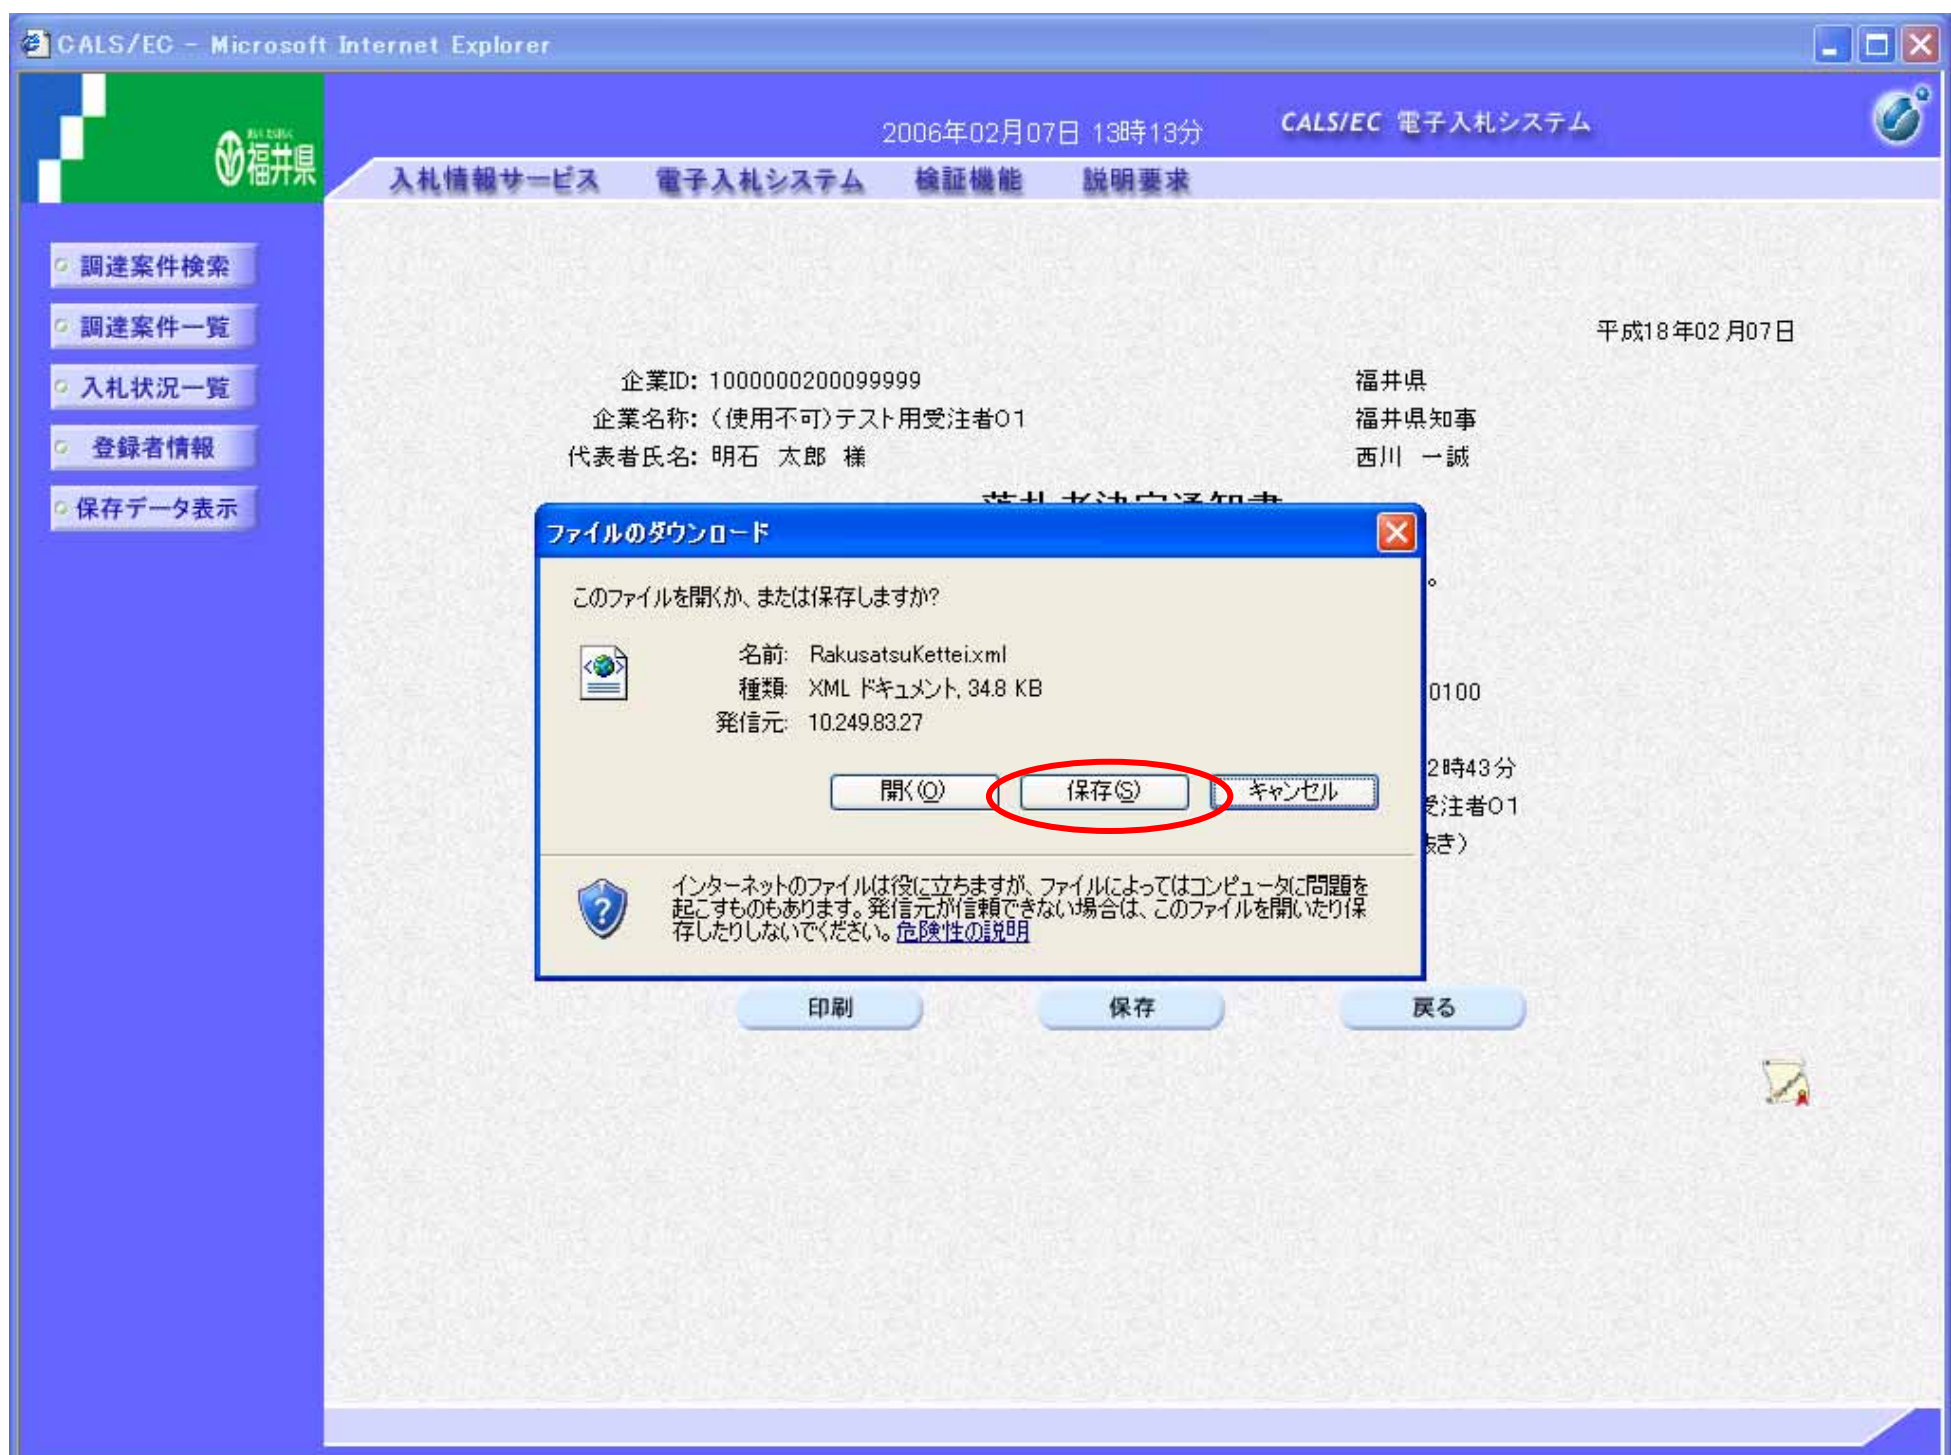 CALS/EC - Microsoft Internet Explorer
福井県
2006年02月07日 13時13分
CALS/EC 電子入札システム
入札情報サービス 電子入札システム 検証機能 説明要求
調達案件検索
調達案件一覧
入札状況一覧
登録者情報
保存データ表示
平成18年02月07日
企業ID: 1000000200099999 福井県
企業名称: (使用不可)テスト用受注者01 福井県知事
代表者氏名: 明石 太郎 様 西川 一誠
落札者決定通知書
ファイルのダウンロード
このファイルを開くか、または保存しますか?
。
名前: RakusatsuKettei.xml
種類: XML ドキュメント, 34.8 KB
0100
発信元: 10.249.83.27
2時43分
開く(O) 保存(S) キャンセル
受注者01
抜き)
インターネットのファイルは役に立ちますが、ファイルによってはコンピュータに問題を
起こすものもあります。発信元が信頼できない場合は、このファイルを開いたり保
存したりしないでください。危険性の説明
印刷 保存 戻る